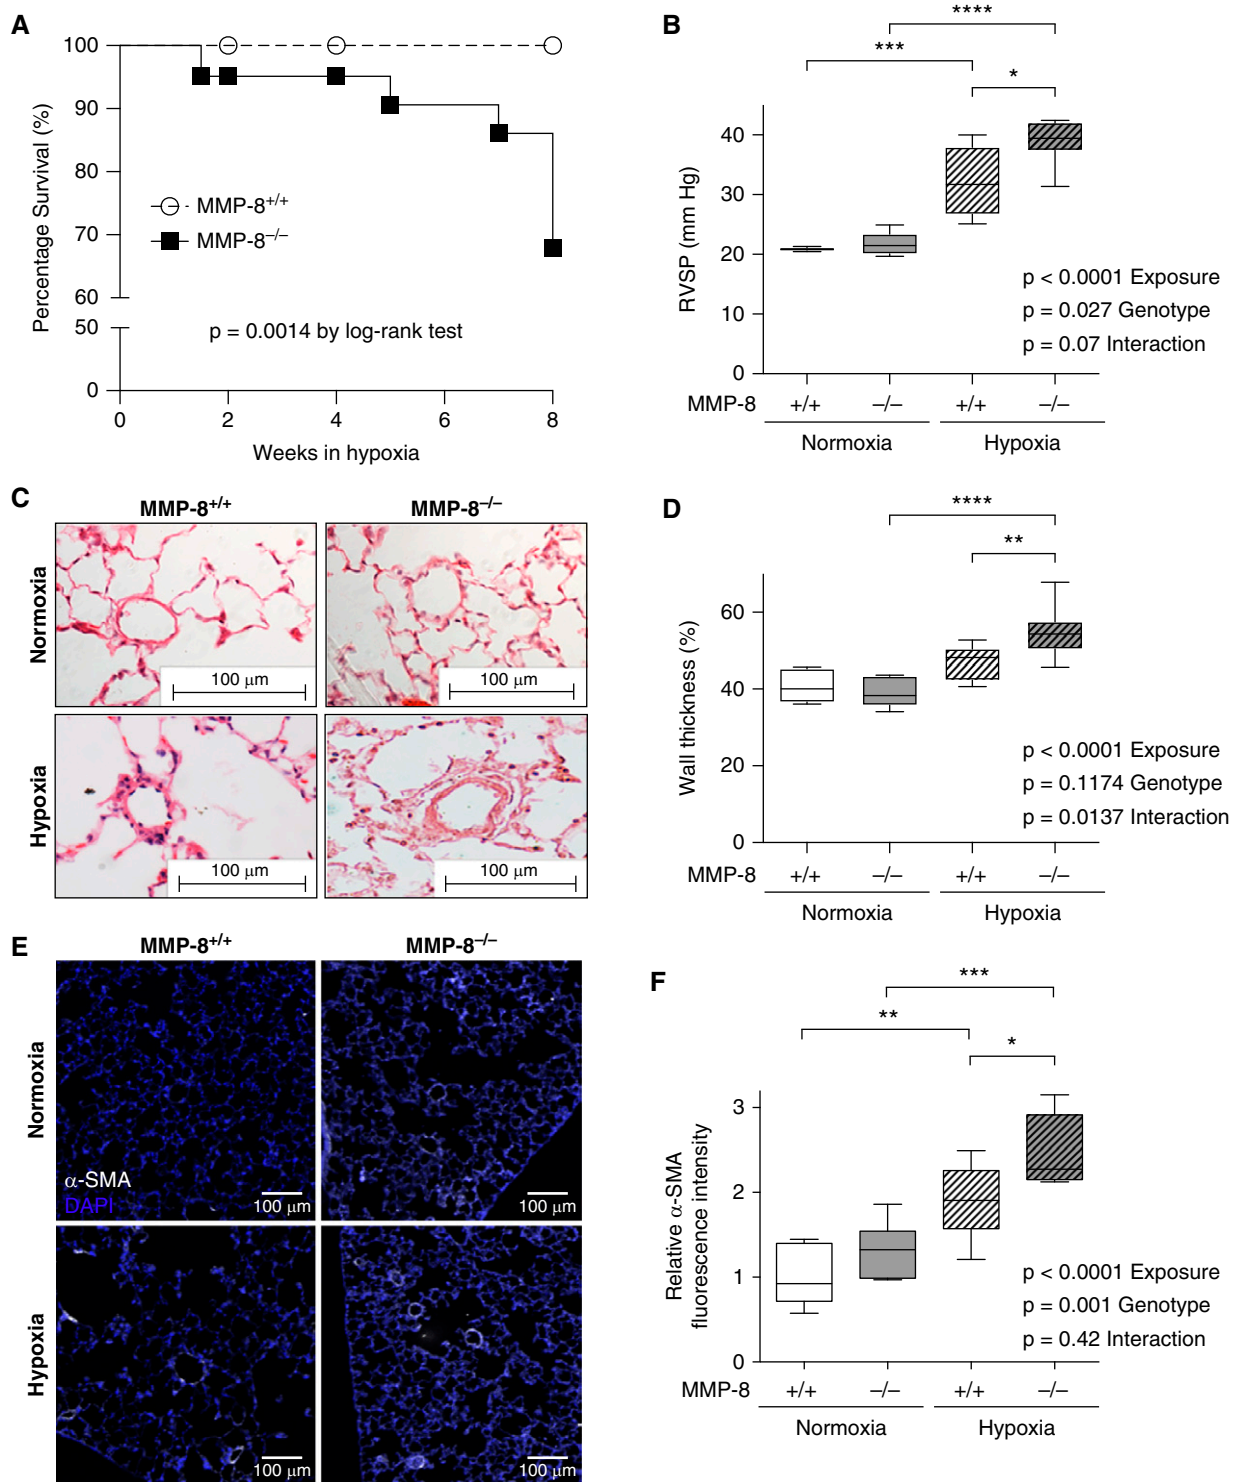 A
100
90
80
70
60
50
0
Percentage Survival (%)
MMP-8+/+
MMP-8–/–
p = 0.0014 by log-rank test
0 2 4 6 8
Weeks in hypoxia
B
****
***
*
40
30
20
10
0
RVSP (mm Hg)
p < 0.0001 Exposure
p = 0.027 Genotype
p = 0.07 Interaction
MMP-8 +/+ –/– +/+ –/–
Normoxia Hypoxia
C
MMP-8+/+ MMP-8–/–
Normoxia
100 μm 100 μm
Hypoxia
100 μm 100 μm
D
****
**
60
40
20
0
Wall thickness (%)
p < 0.0001 Exposure
p = 0.1174 Genotype
p = 0.0137 Interaction
MMP-8 +/+ –/– +/+ –/–
Normoxia Hypoxia
E
MMP-8+/+ MMP-8–/–
Normoxia
α-SMA
DAPI
100 μm 100 μm
Hypoxia
100 μm 100 μm
F
***
**
*
3
2
1
0
Relative α-SMA
fluorescence intensity
p < 0.0001 Exposure
p = 0.001 Genotype
p = 0.42 Interaction
MMP-8 +/+ –/– +/+ –/–
Normoxia Hypoxia